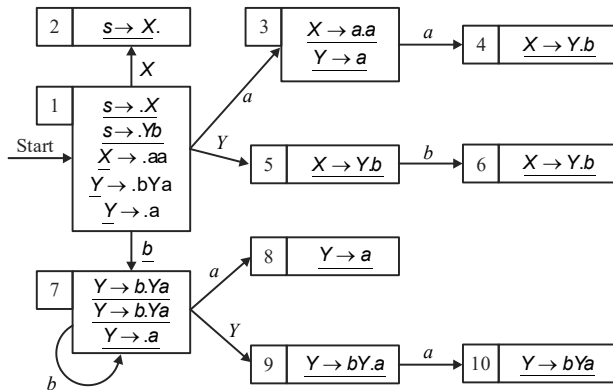 2 s → X.
X
1 s → .X
s → .Yb
X → .aa
Y → .bYa
Y → .a
Start
a
Y
3 X → a.a
Y → a
a
4 X → Y.b
5 X → Y.b
b
6 X → Y.b
b
7 Y → b.Ya
Y → b.Ya
Y → .a
b
a
Y
8 Y → a
9 Y → bY.a
a
10 Y → bYa